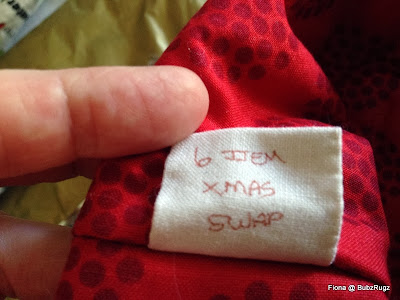 6 ITEM
XMAS
SWAP
Fiona @ BubzRugz